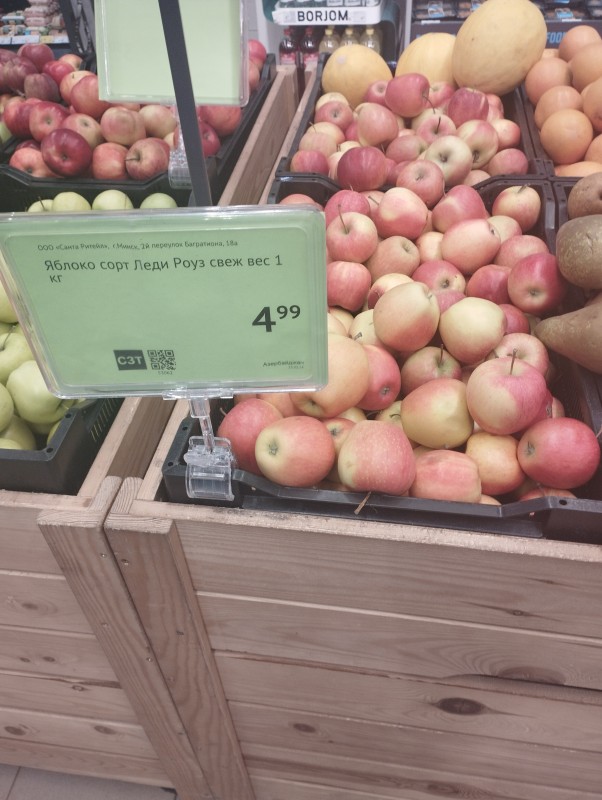 BORJOM
ООО «Санта Ритейл», г.Минск, 2й переулок Багратиона, 18а
Яблоко сорт Леди Роуз свеж вес 1
кг
4 99
СЗТ
Азербайджан